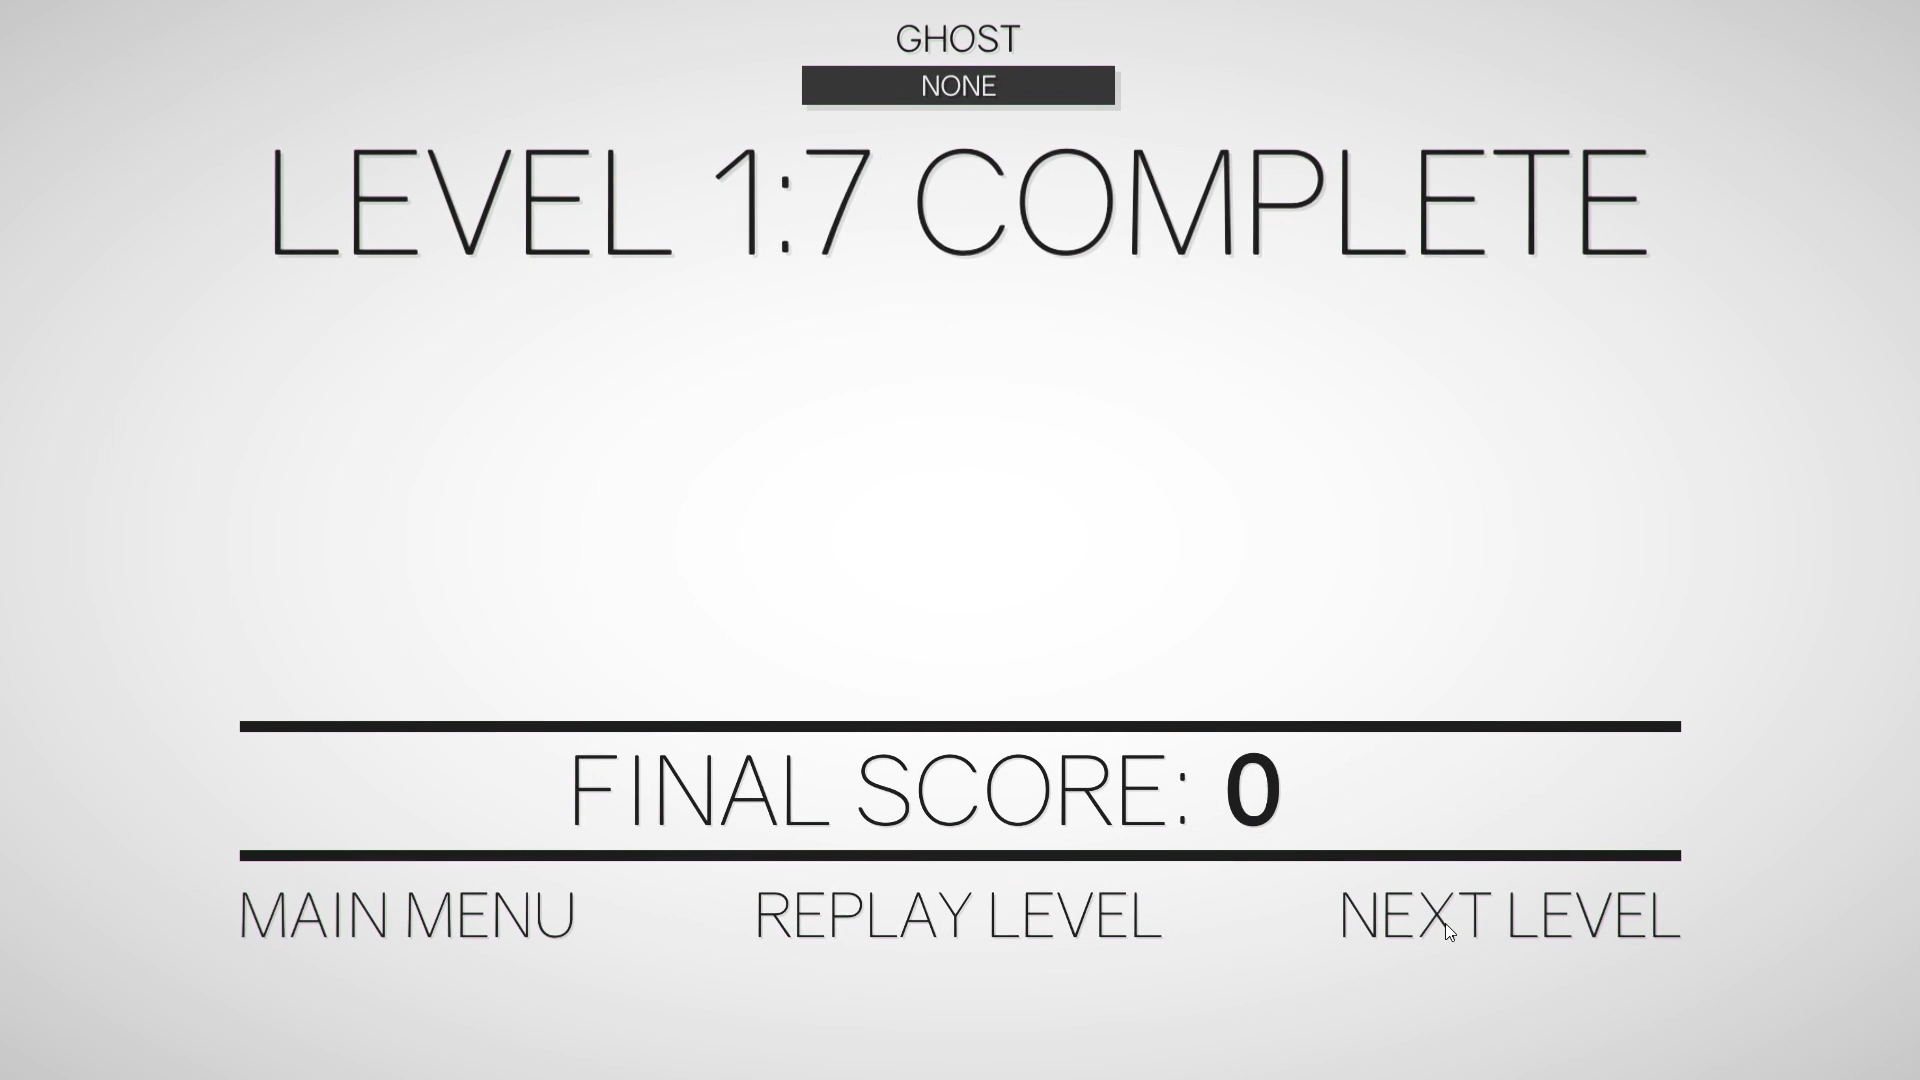 GHOST
NONE
LEVEL 1:7 COMPLETE
FINAL SCORE: 0
MAIN MENU REPLAY LEVEL NEXT LEVEL